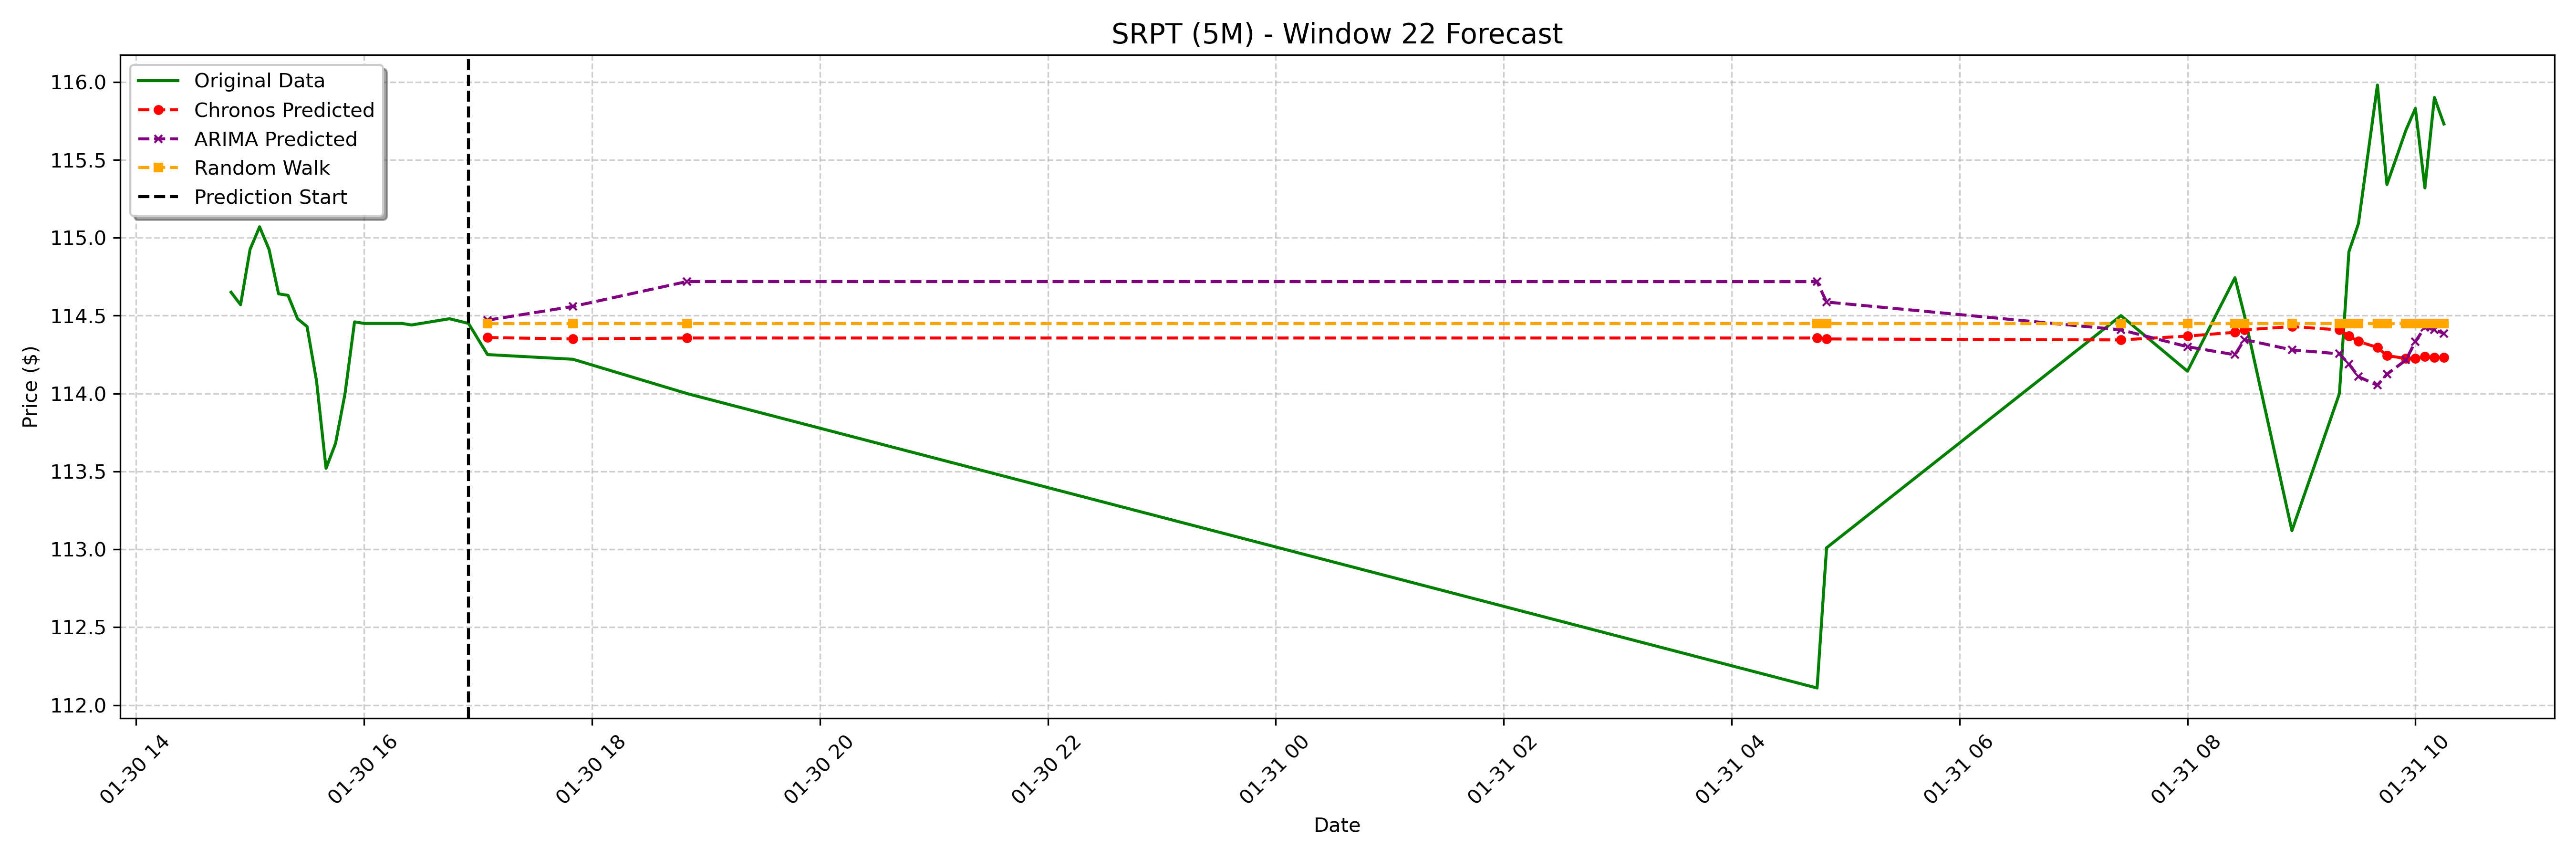 SRPT (5M) - Window 22 Forecast
Original Data
Chronos Predicted
ARIMA Predicted
Random Walk
Prediction Start
Price ($)
116.0
115.5
115.0
114.5
114.0
113.5
113.0
112.5
112.0
01-30 14
01-30 16
01-30 18
01-30 20
01-30 22
01-31 00
01-31 02
01-31 04
01-31 06
01-31 08
01-31 10
Date